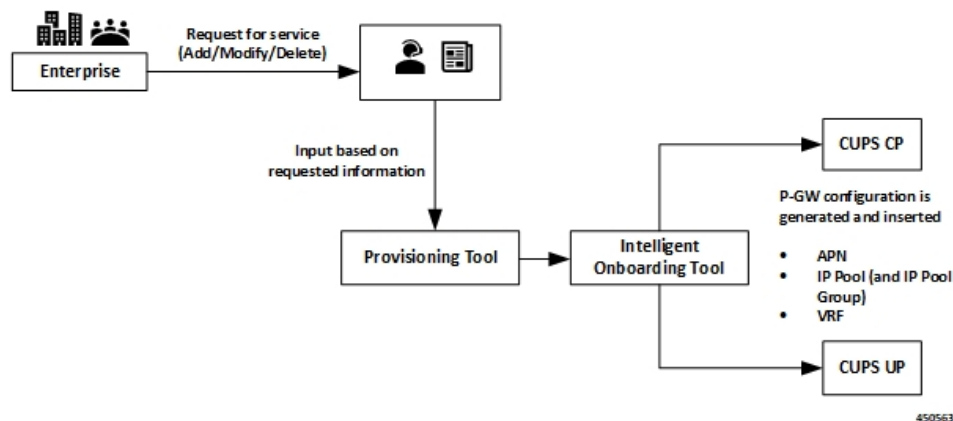 Request for service
(Add/Modify/Delete)
Enterprise
Input based on
requested information
Provisioning Tool
Intelligent
Onboarding Tool
CUPS CP
P-GW configuration is
generated and inserted
• APN
• IP Pool (and IP Pool
Group)
• VRF
CUPS UP
450563